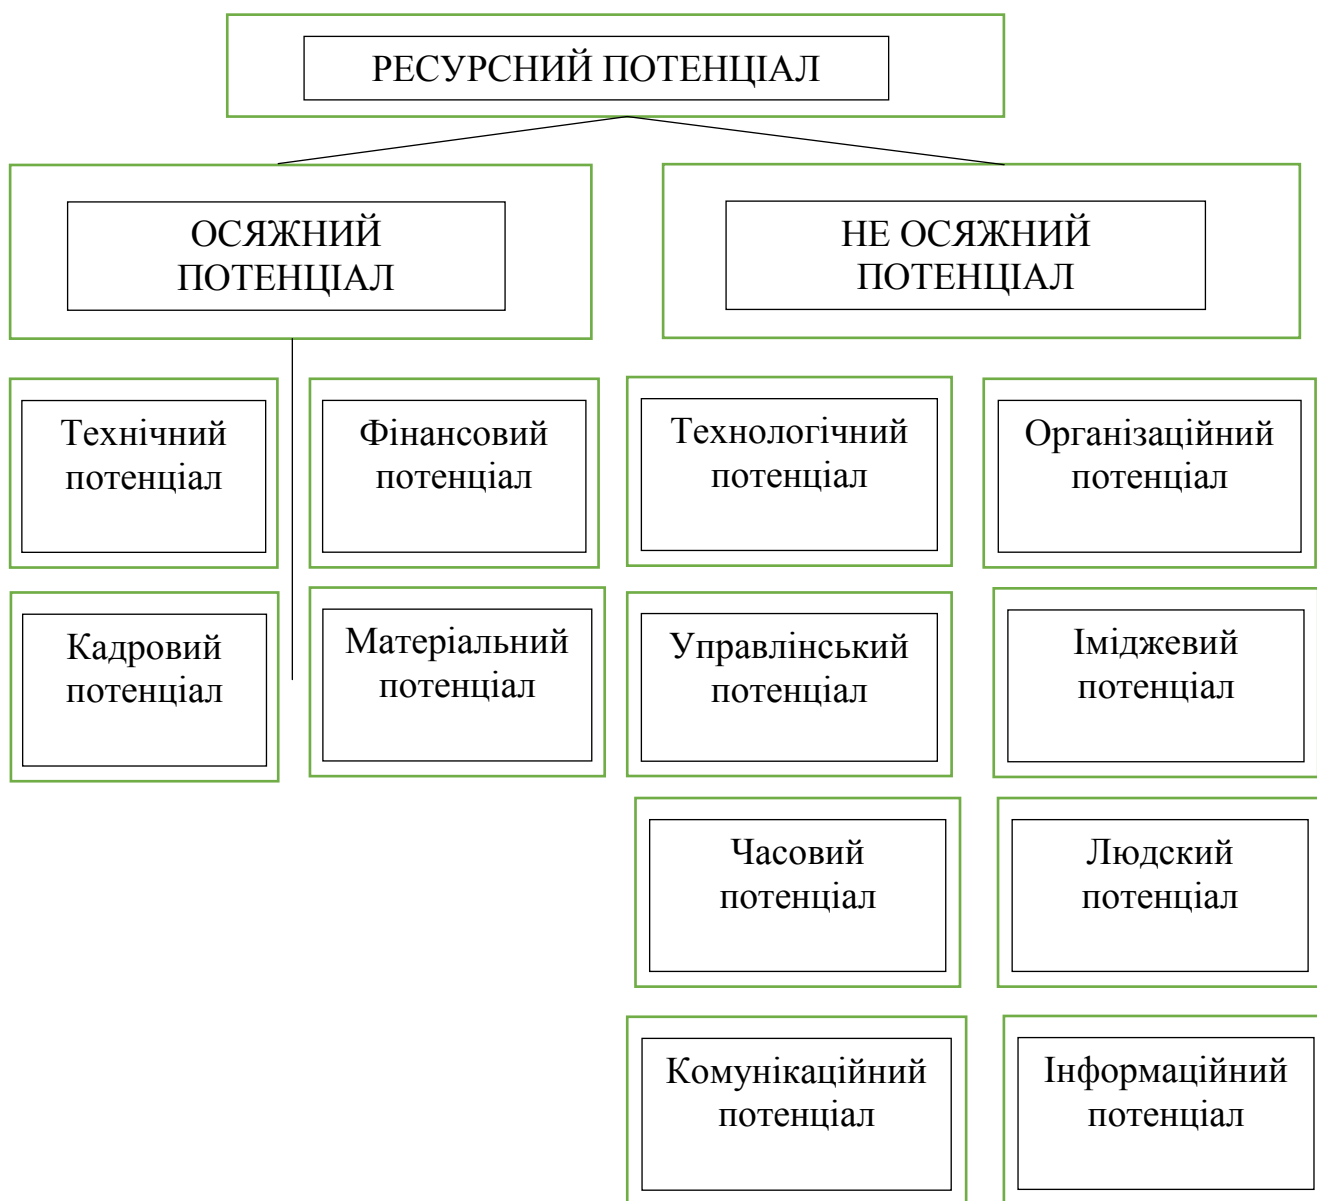 РЕСУРСНИЙ ПОТЕНЦІАЛ
ОСЯЖНИЙ
ПОТЕНЦІАЛ
НЕ ОСЯЖНИЙ
ПОТЕНЦІАЛ
Технічний
потенціал
Фінансовий
потенціал
Технологічний
потенціал
Організаційний
потенціал
Кадровий
потенціал
Матеріальний
потенціал
Управлінський
потенціал
Іміджевий
потенціал
Часовий
потенціал
Людский
потенціал
Комунікаційний
потенціал
Інформаційний
потенціал